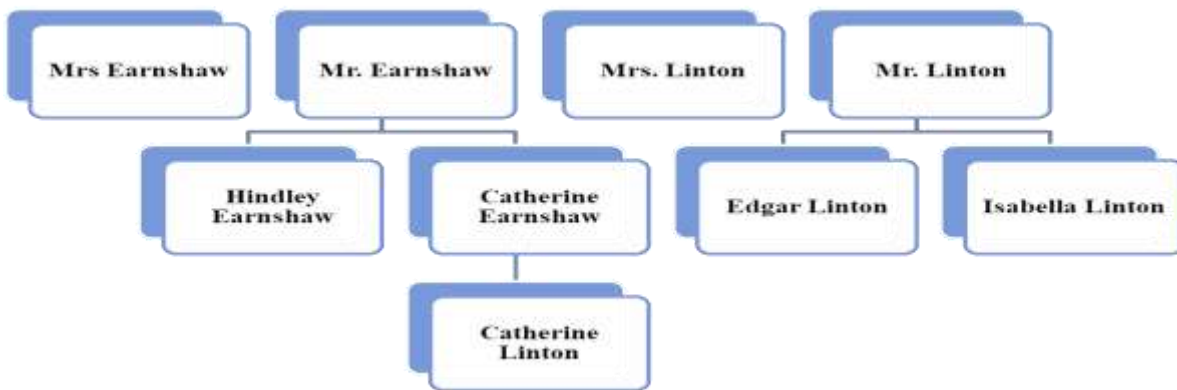 Mrs Earnshaw
Mr. Earnshaw
Mrs. Linton
Mr. Linton
Hindley
Earnshaw
Catherine
Earnshaw
Edgar Linton
Isabella Linton
Catherine
Linton